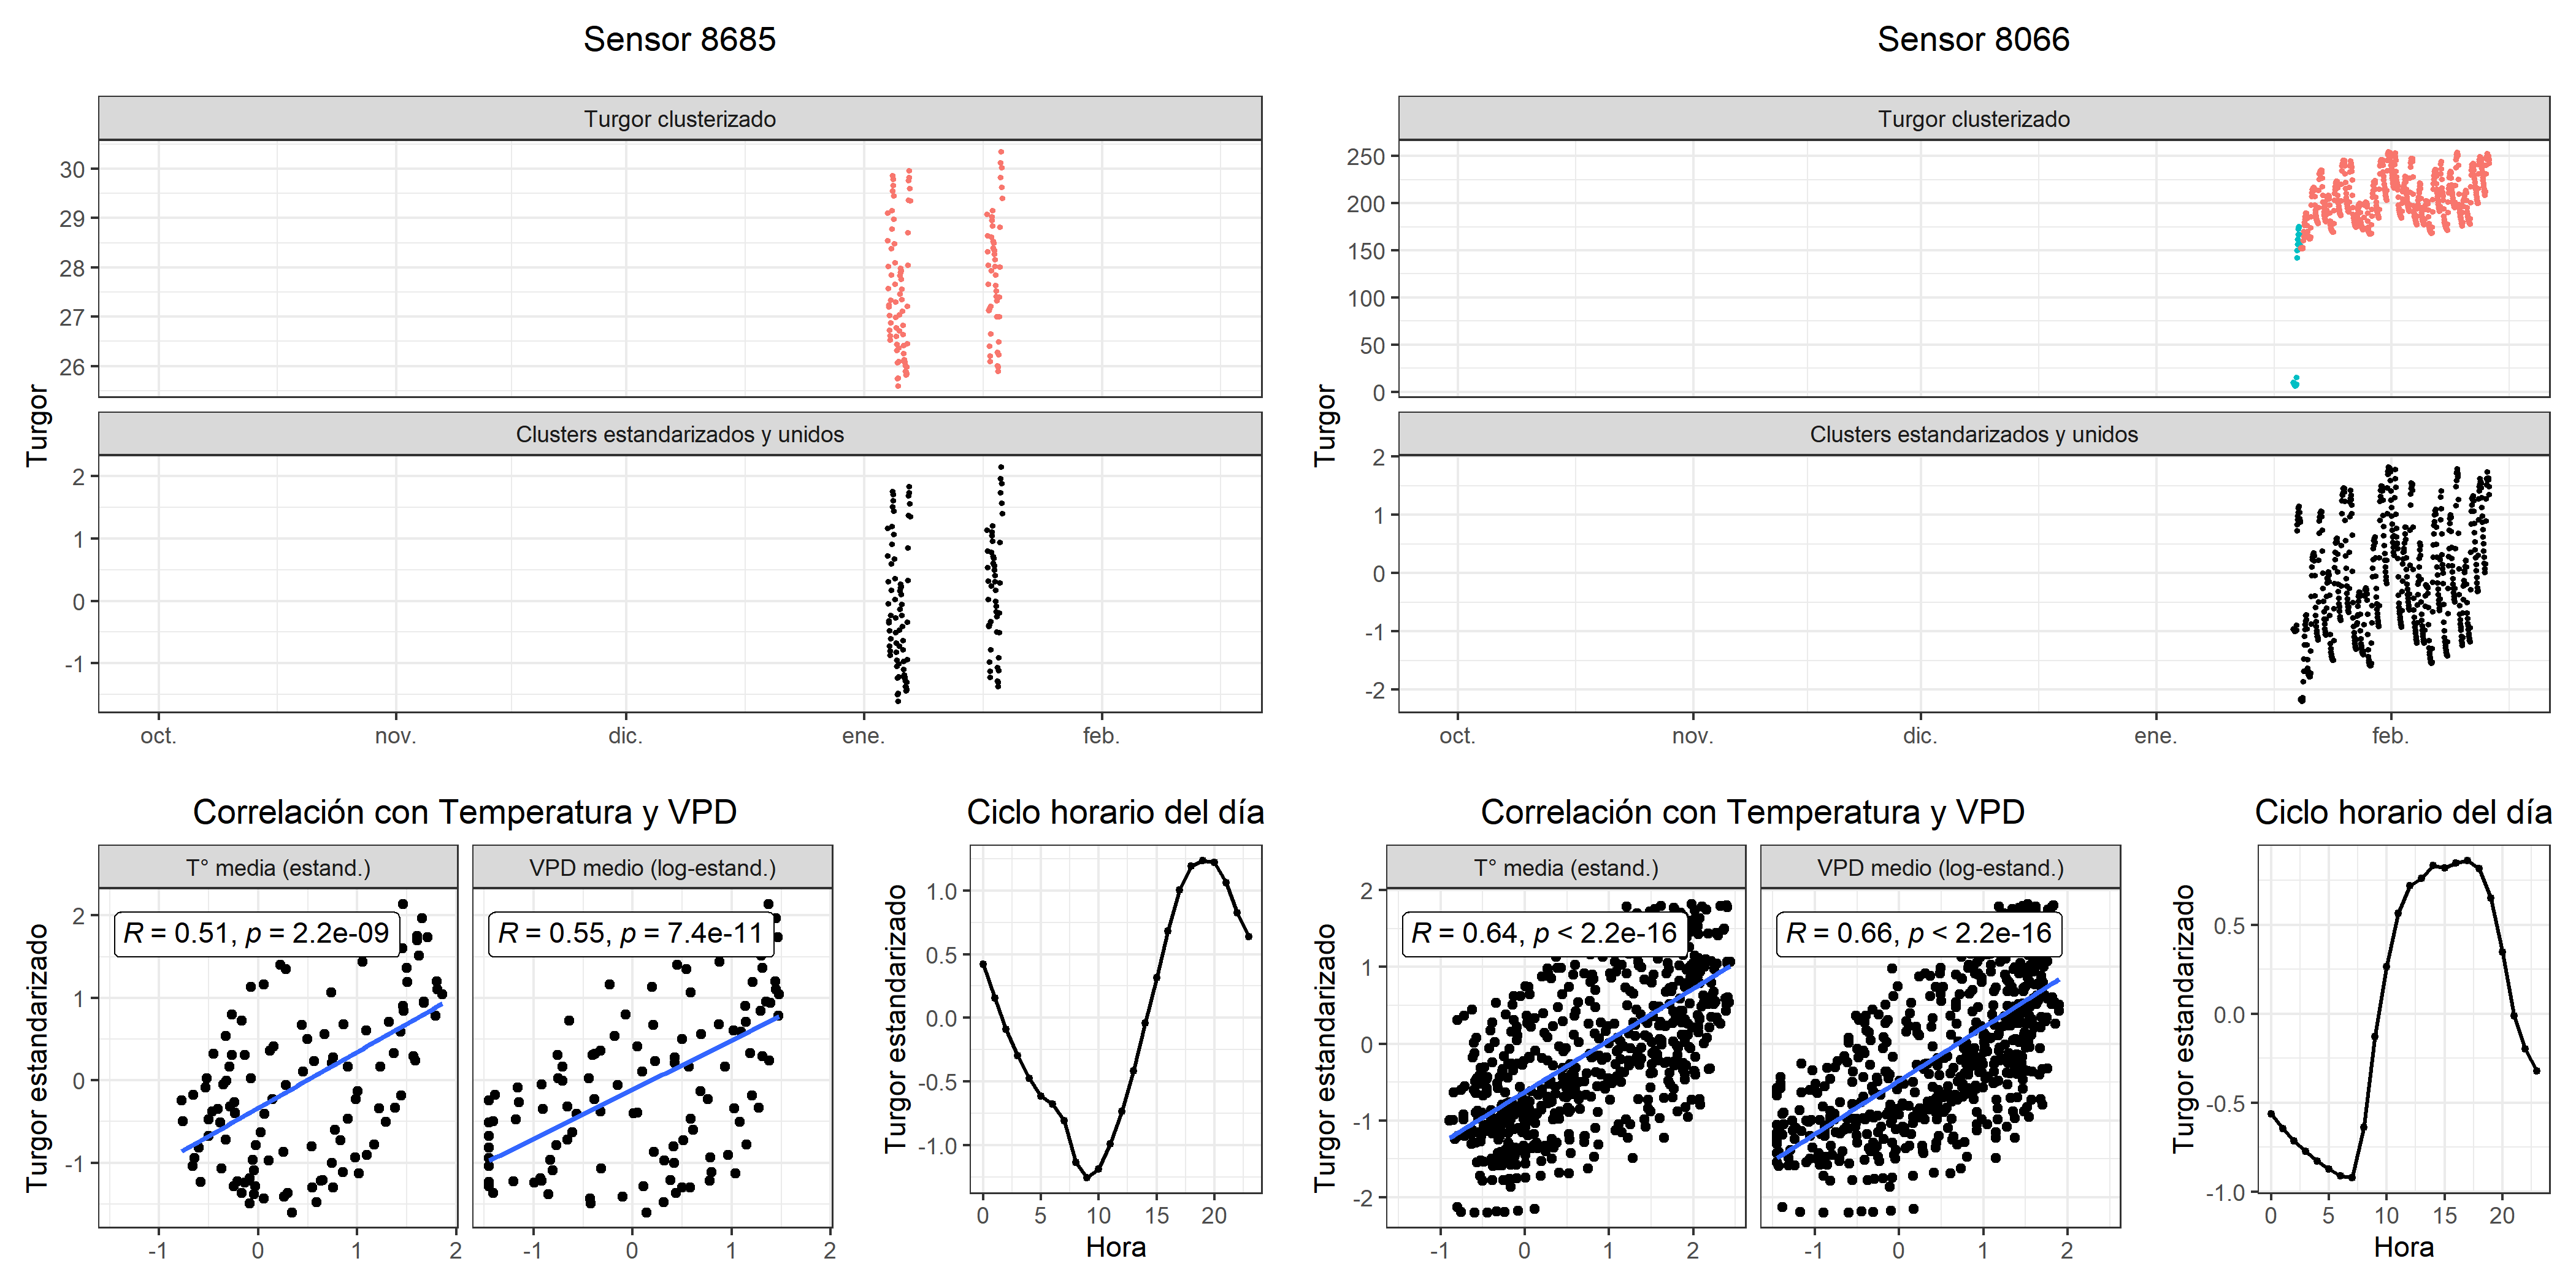 Sensor 8685
Turgor clusterizado
30
29
28
27
26
Turgor
Clusters estandarizados y unidos
2
1
0
-1
oct.
nov.
dic.
ene.
feb.
Correlación con Temperatura y VPD
T° media (estand.)
VPD medio (log-estand.)
R = 0.51, p = 2.2e-09
R = 0.55, p = 7.4e-11
Turgor estandarizado
2
1
0
-1
-1
0
1
2
-1
0
1
2
Ciclo horario del día
Turgor estandarizado
1.0
0.5
0.0
-0.5
-1.0
0
5
10
15
20
Hora
Sensor 8066
Turgor clusterizado
250
200
150
100
50
0
Turgor
Clusters estandarizados y unidos
2
1
0
-1
-2
oct.
nov.
dic.
ene.
feb.
Correlación con Temperatura y VPD
T° media (estand.)
VPD medio (log-estand.)
R = 0.64, p < 2.2e-16
R = 0.66, p < 2.2e-16
Turgor estandarizado
2
1
0
-1
-2
-1
0
1
2
-1
0
1
2
Ciclo horario del día
Turgor estandarizado
0.5
0.0
-0.5
-1.0
0
5
10
15
20
Hora